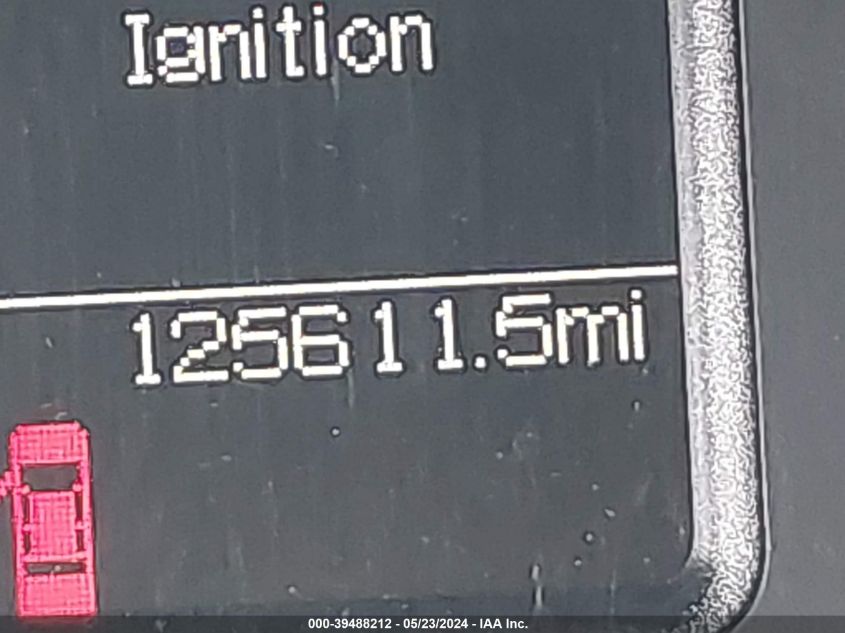 Ignition
125611.5mi
000-39488212 - 05/23/2024 - IAA Inc.